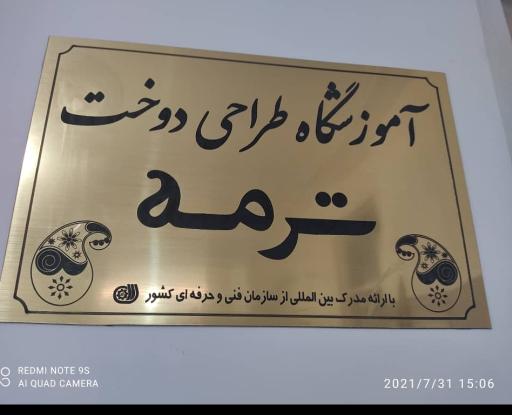 آموزشگاه طراحی دوخت
ترمه
با ارائه مدرک بین المللی از سازمان فنی و حرفه ای کشور
REDMI NOTE 9S
AI QUAD CAMERA
2021/7/31 15:06